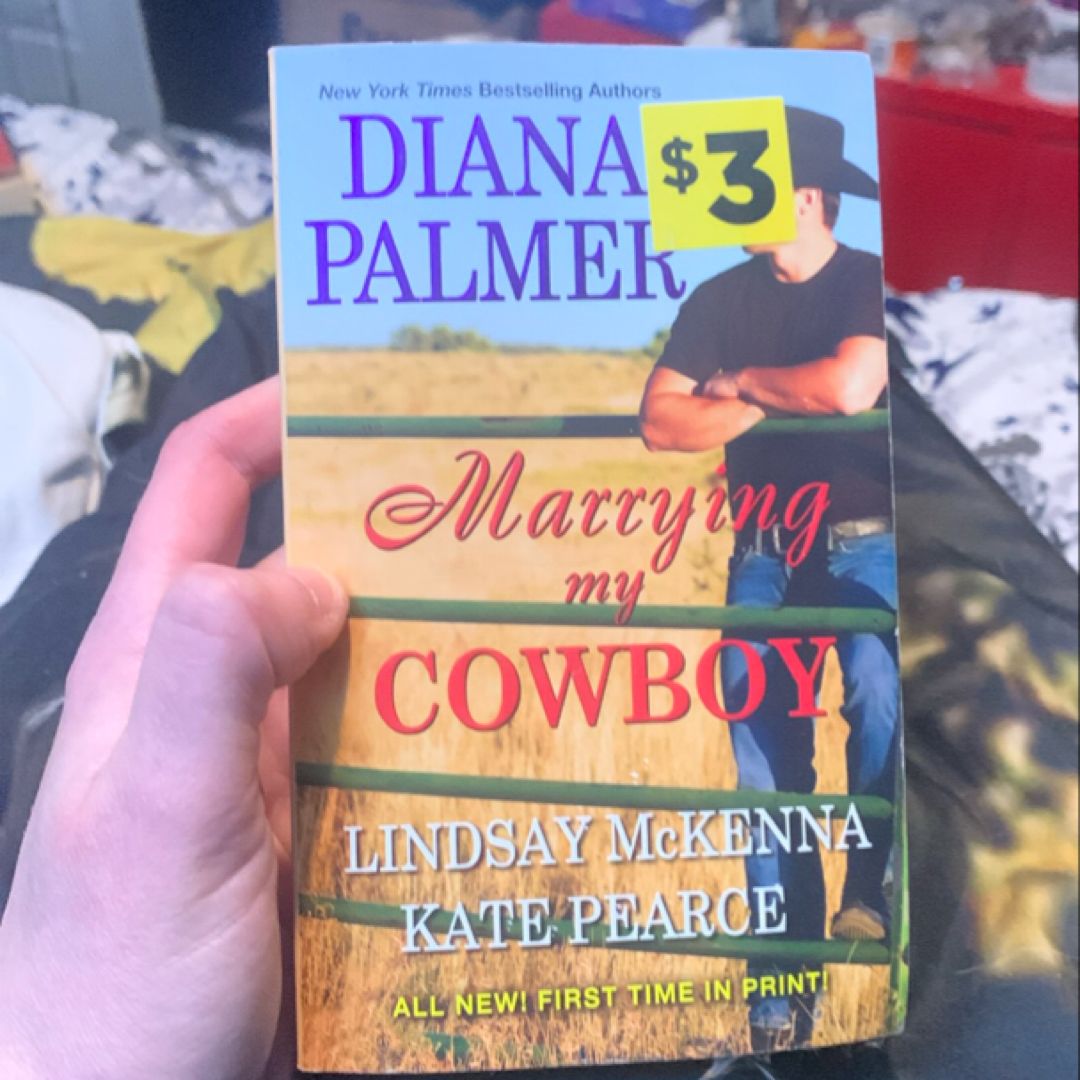 New York Times Bestselling Authors
DIANA
$3
PALMER
Marrying
my
COWBOY
LINDSAY McKENNA
KATE PEARCE
ALL NEW! FIRST TIME IN PRINT!